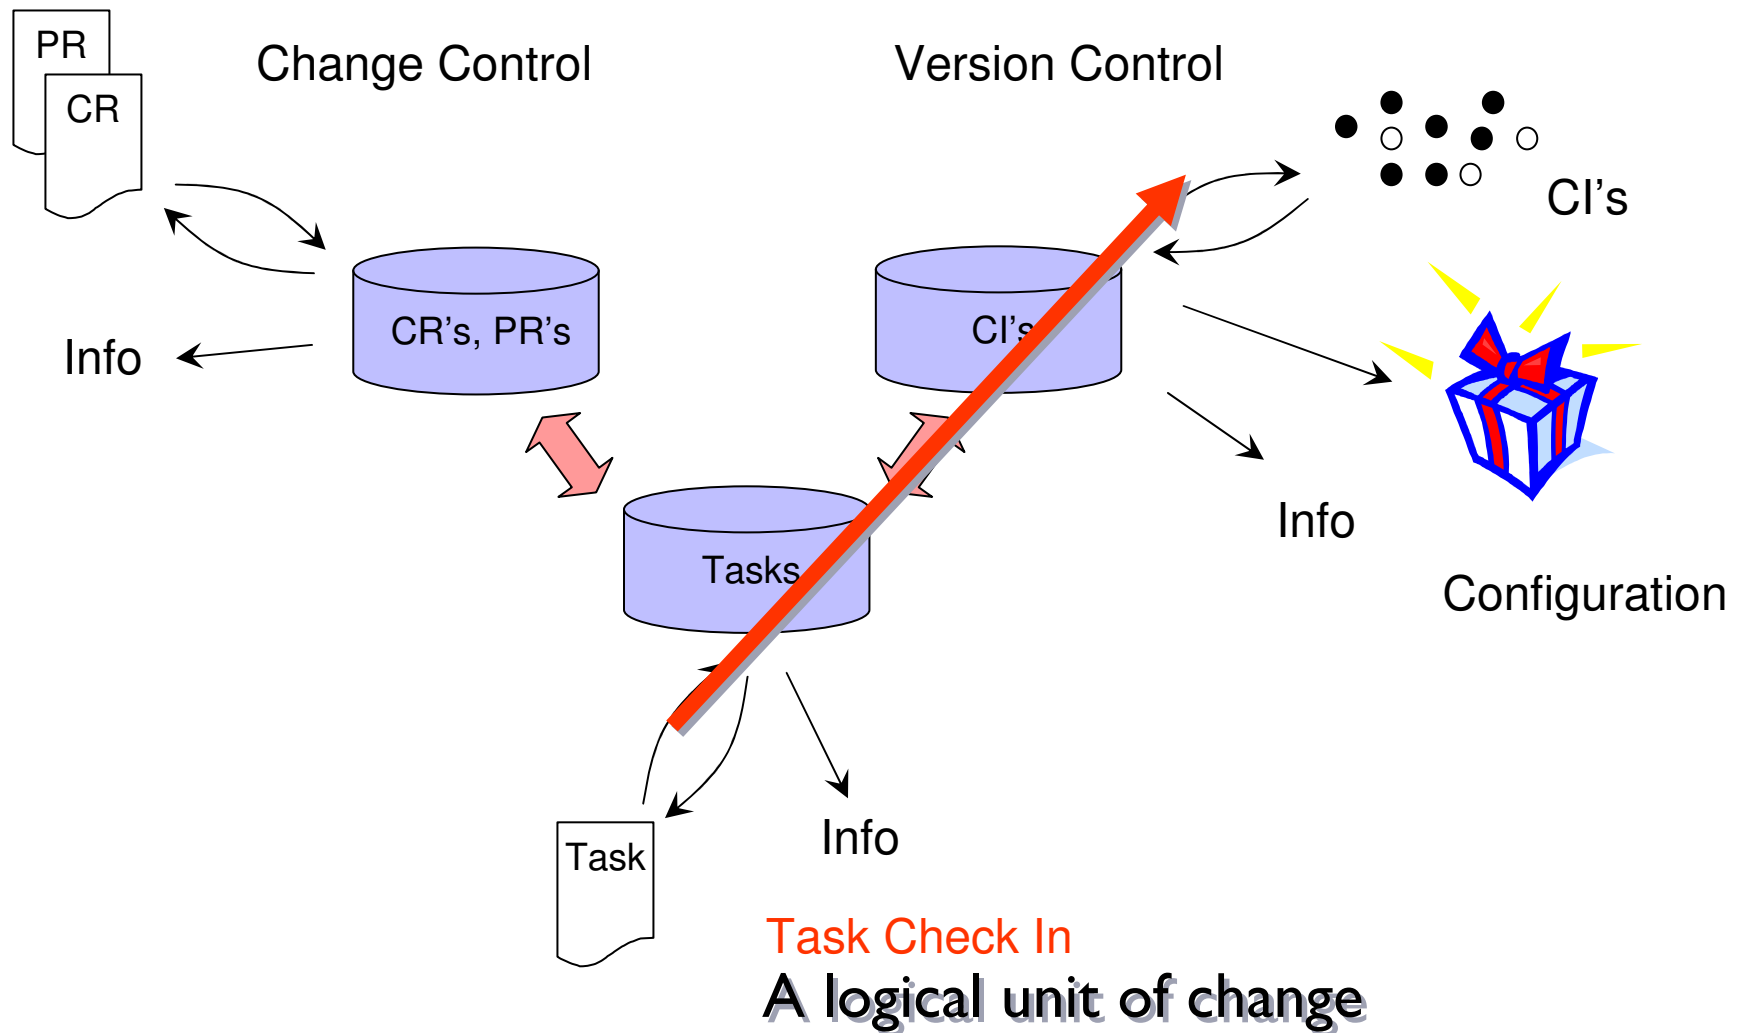 PR
CR
Change Control
Version Control
CI's
CR's, PR's
CI's
Info
Info
Tasks
Configuration
Task
Info
Task Check In
A logical unit of change